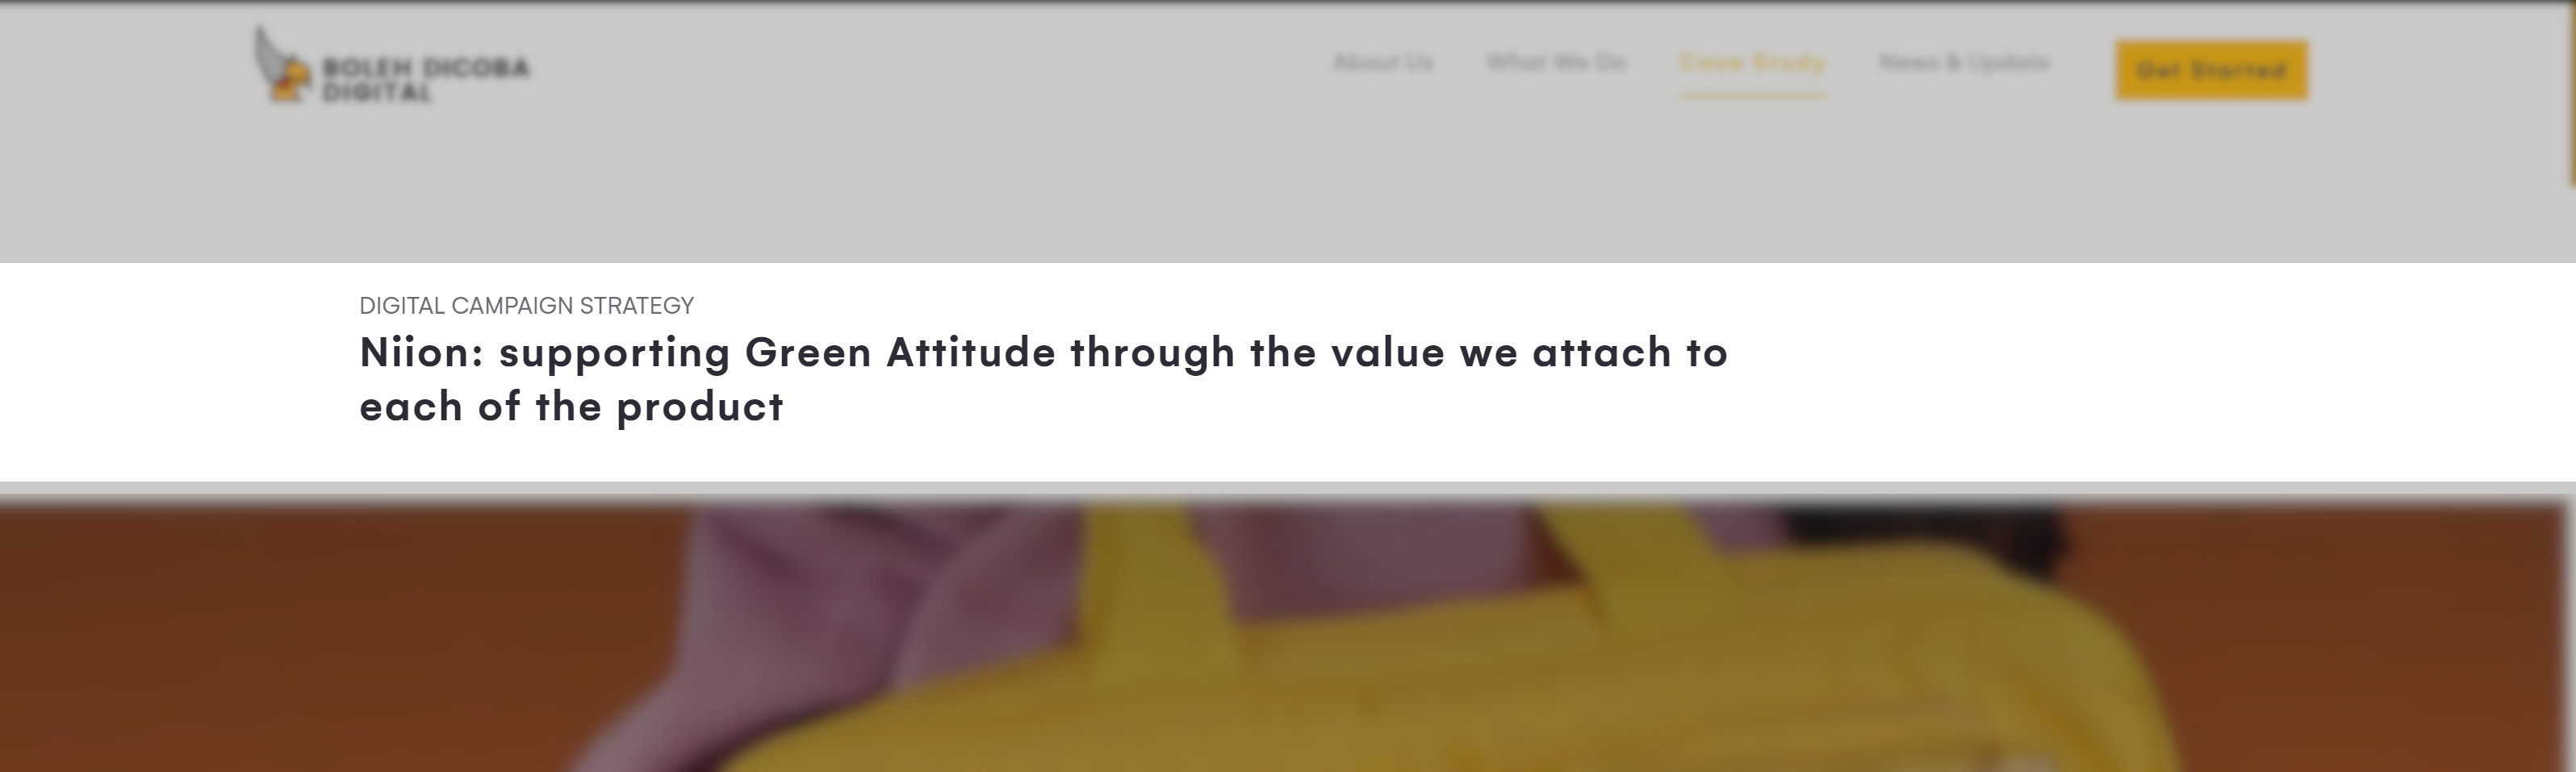 BOLEH DICOBA
DIGITAL
About Us What We Do Case Study News & Update Get Started
DIGITAL CAMPAIGN STRATEGY
Niion: supporting Green Attitude through the value we attach to
each of the product